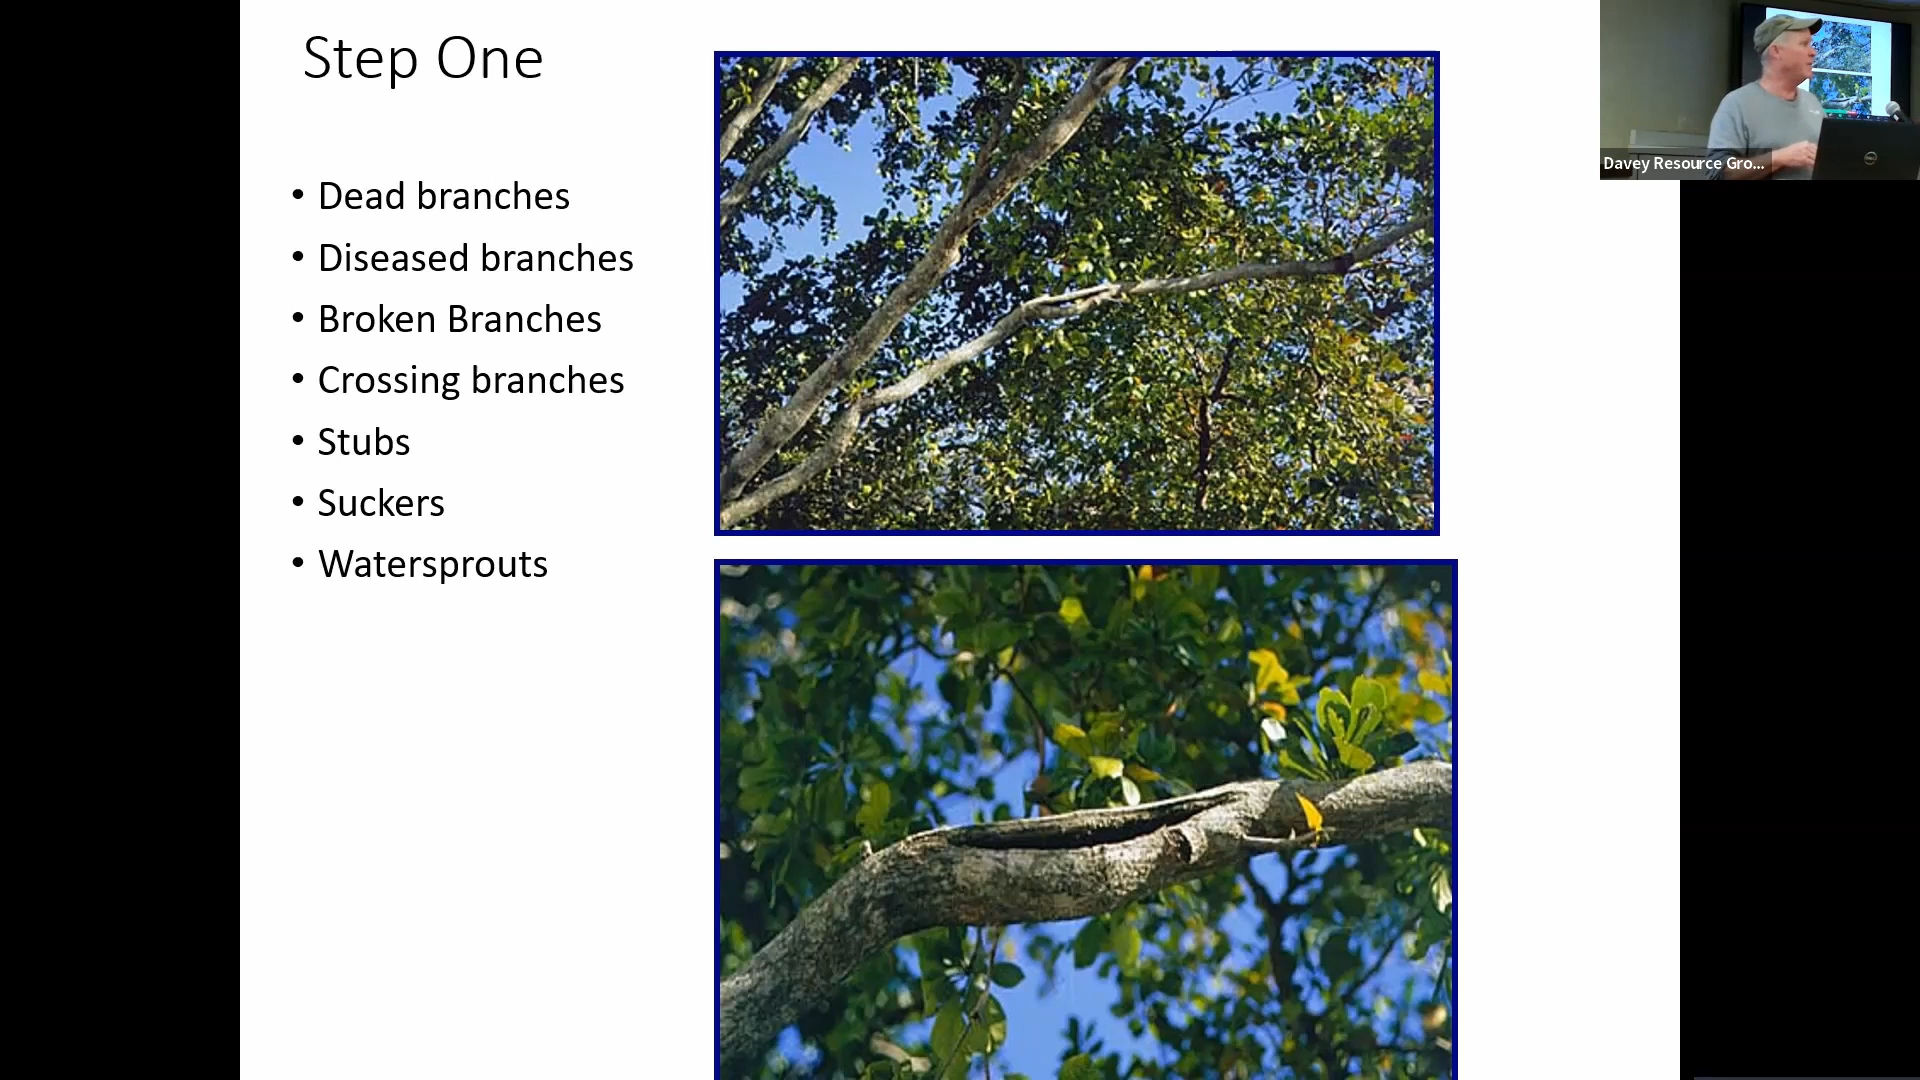 Step One
• Dead branches
• Diseased branches
• Broken Branches
• Crossing branches
• Stubs
• Suckers
• Watersprouts
Davey Resource Gro...